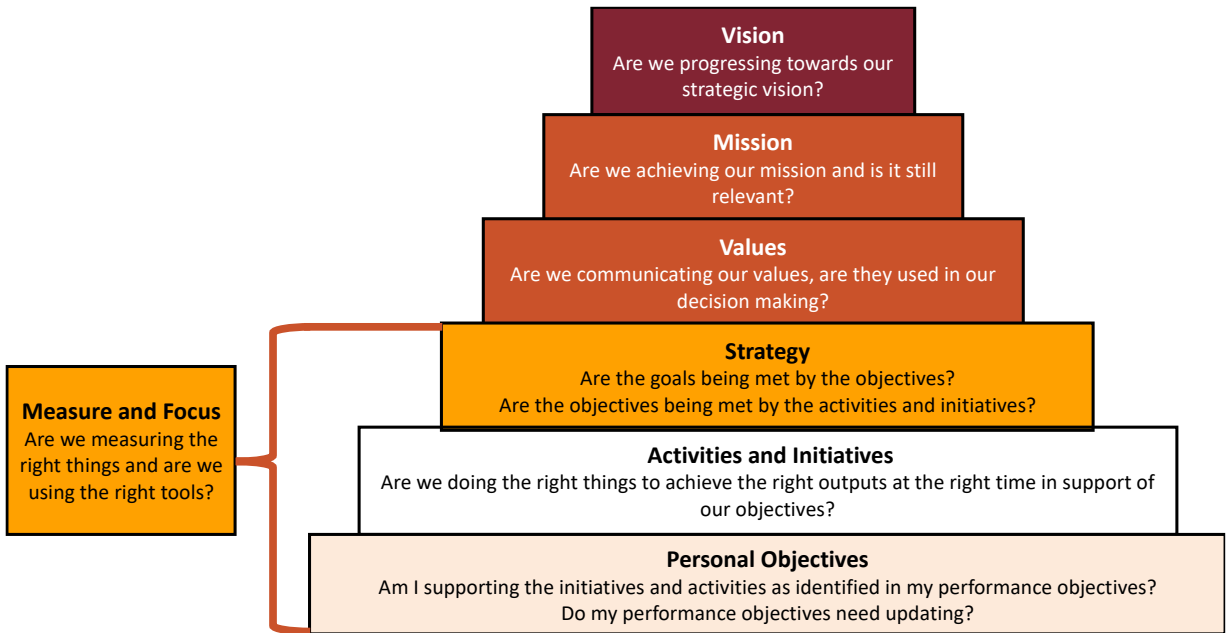 Vision
Are we progressing towards our
strategic vision?
Mission
Are we achieving our mission and is it still
relevant?
Values
Are we communicating our values, are they used in our
decision making?
Strategy
Are the goals being met by the objectives?
Are the objectives being met by the activities and initiatives?
Measure and Focus
Are we measuring the
right things and are we
using the right tools?
Activities and Initiatives
Are we doing the right things to achieve the right outputs at the right time in support of
our objectives?
Personal Objectives
Am I supporting the initiatives and activities as identified in my performance objectives?
Do my performance objectives need updating?